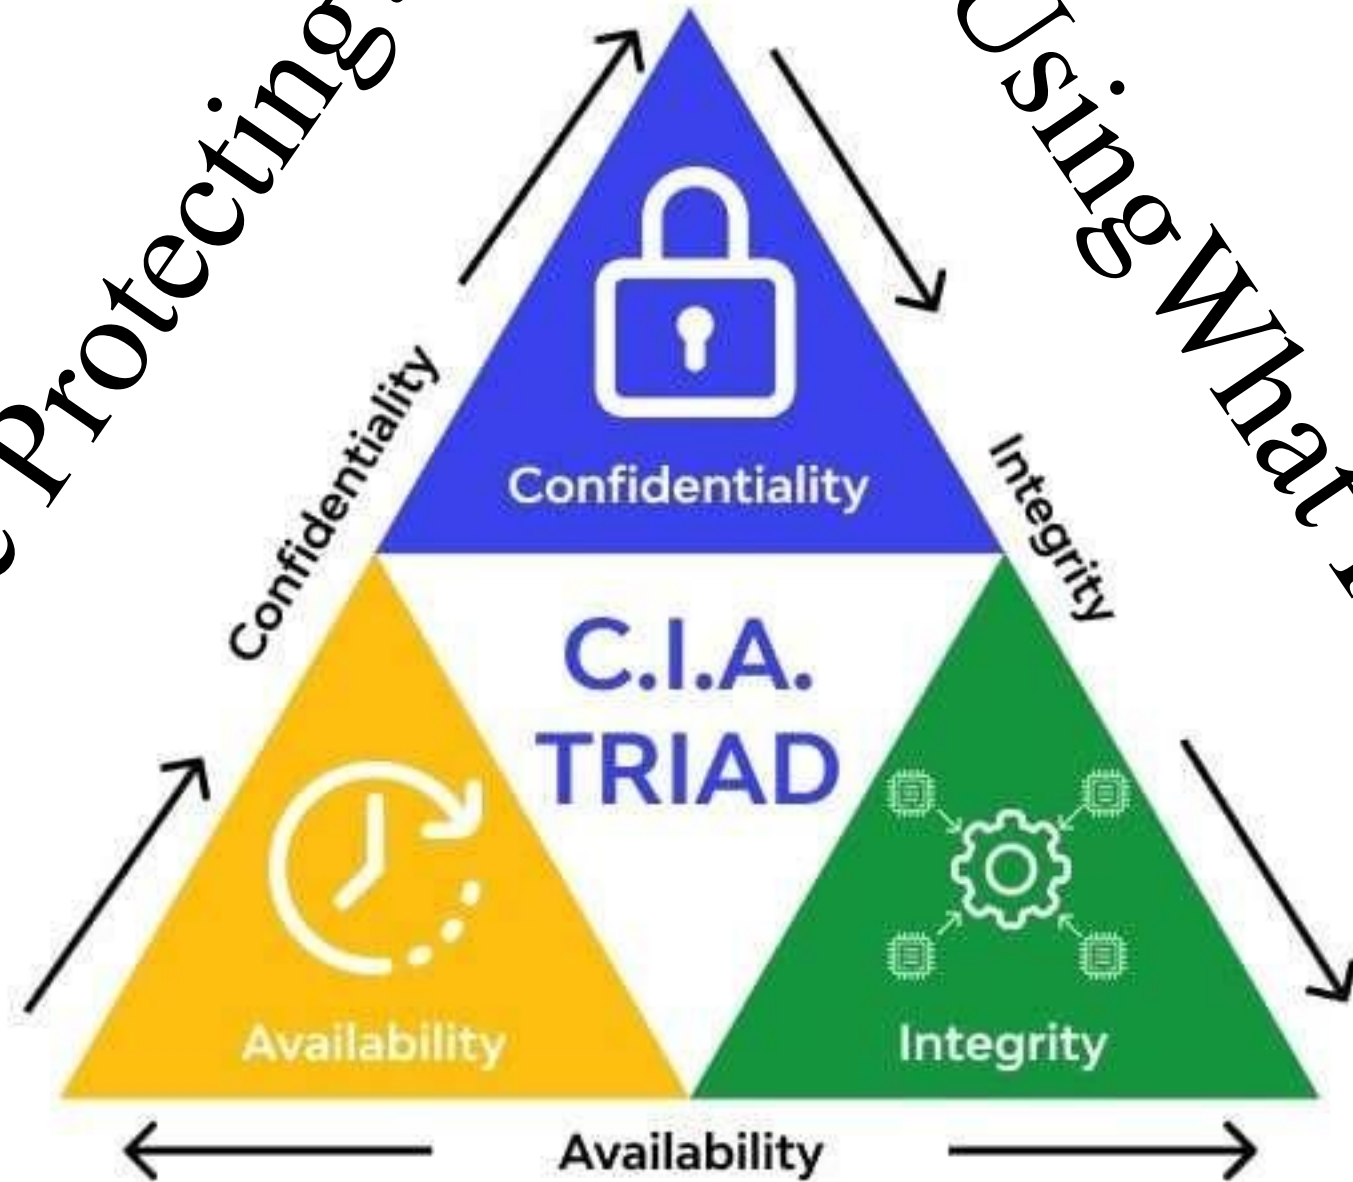 Protecting
Using What
Confidentiality
Confidentiality
Integrity
C.I.A.
TRIAD
Availability
Integrity
Availability